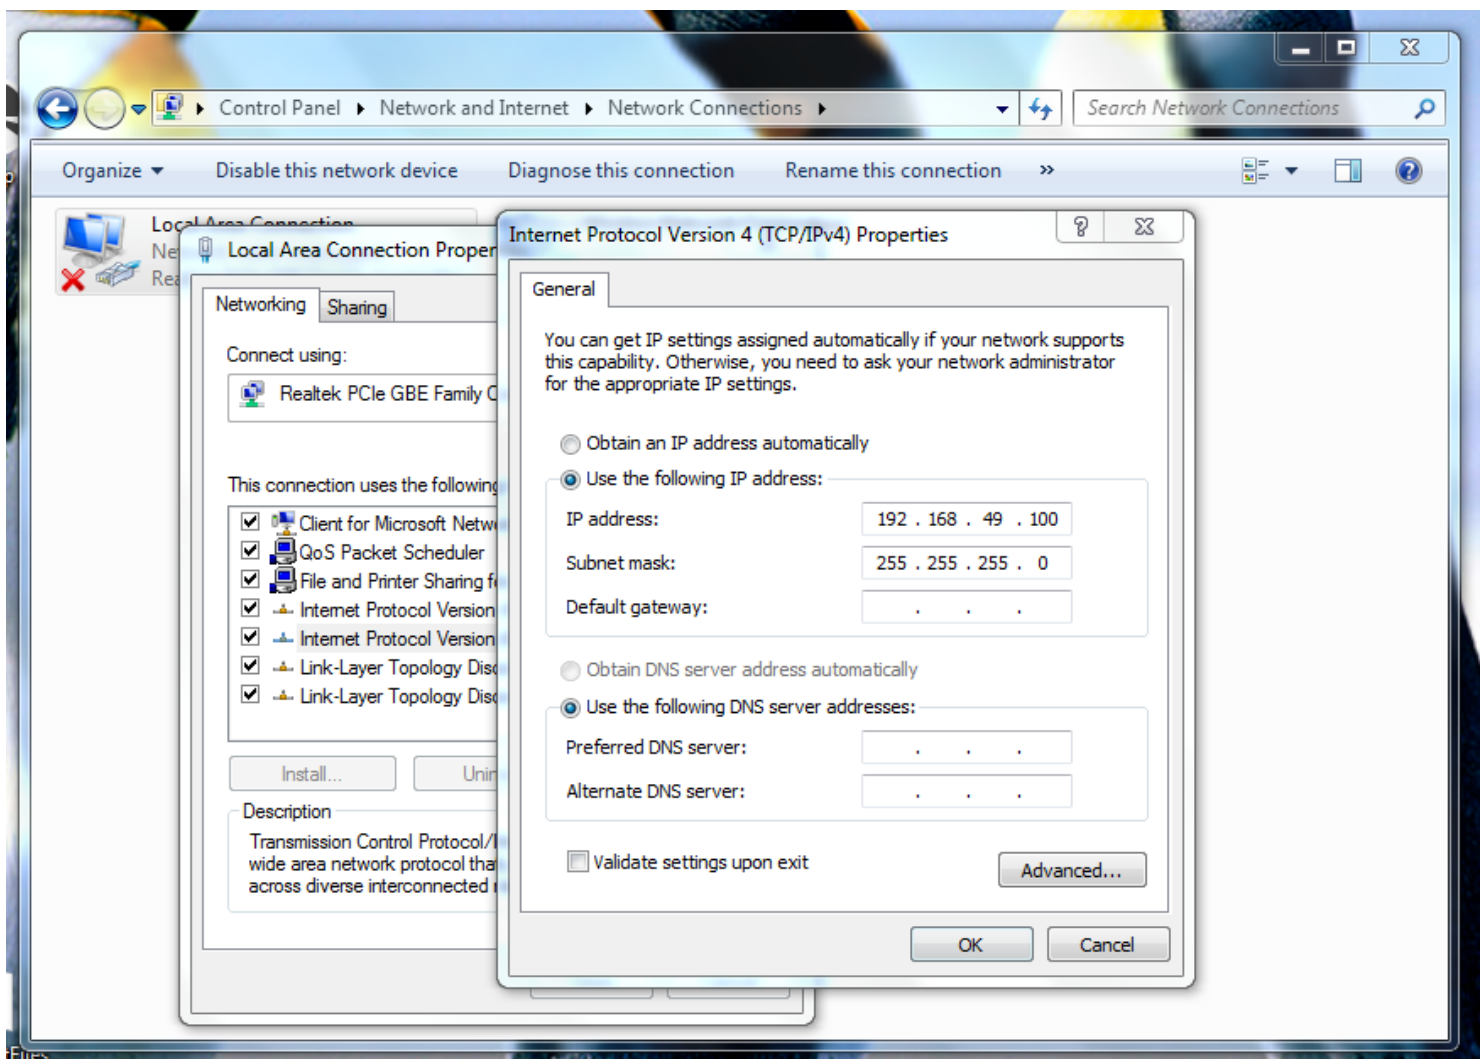 Control Panel
Network and Internet
Network Connections
Search Network Connections
Organize
Disable this network device
Diagnose this connection
Rename this connection
»
Local Area Connection
Local Area Connection Proper
Networking
Sharing
Connect using:
Realtek PCIe GBE Family C
This connection uses the following
Client for Microsoft Netw
QoS Packet Scheduler
File and Printer Sharing f
Internet Protocol Version
Internet Protocol Version
Link-Layer Topology Disc
Link-Layer Topology Disc
Install...
Unin
Description
Transmission Control Protocol/I
wide area network protocol tha
across diverse interconnected
Internet Protocol Version 4 (TCP/IPv4) Properties
General
You can get IP settings assigned automatically if your network supports
this capability. Otherwise, you need to ask your network administrator
for the appropriate IP settings.
Obtain an IP address automatically
Use the following IP address:
IP address: 192 . 168 . 49 . 100
Subnet mask: 255 . 255 . 255 . 0
Default gateway: . . .
Obtain DNS server address automatically
Use the following DNS server addresses:
Preferred DNS server: . . .
Alternate DNS server: . . .
Validate settings upon exit
Advanced...
OK
Cancel